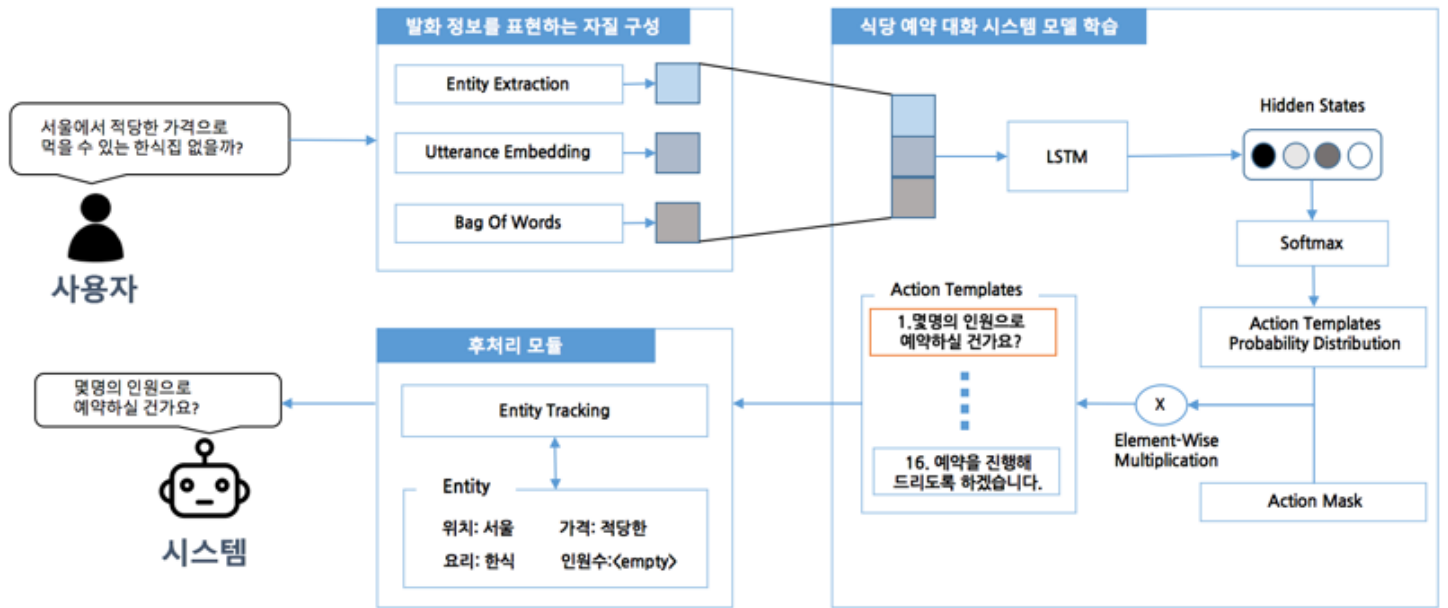 발화 정보를 표현하는 자질 구성
식당 예약 대화 시스템 모델 학습
Entity Extraction
Utterance Embedding
Bag Of Words
서울에서 적당한 가격으로
먹을 수 있는 한식집 없을까?
사용자
LSTM
Hidden States
Softmax
Action Templates
Probability Distribution
X
Element-Wise
Multiplication
Action Mask
Action Templates
1.몇명의 인원으로
예약하실 건가요?
16. 예약을 진행해
드리도록 하겠습니다.
후처리 모듈
Entity Tracking
Entity
위치: 서울 가격: 적당한
요리: 한식 인원수:<empty>
몇명의 인원으로
예약하실 건가요?
시스템